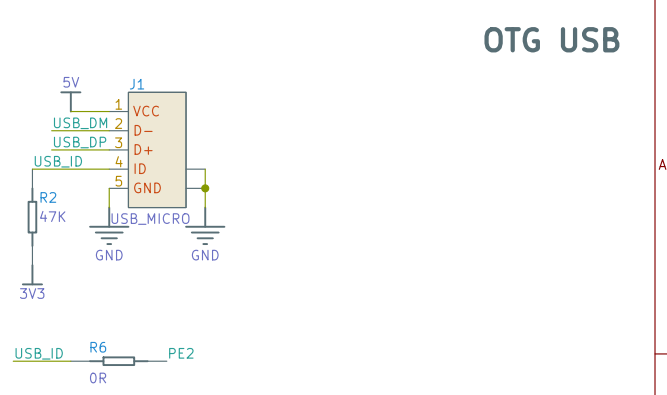 OTG USB
5V
J1
1
VCC
USB_DM
2
D-
USB_DP
3
D+
USB_ID
4
ID
5
GND
R2
47K
USB_MICRO
GND
GND
3V3
A
USB_ID
R6
PE2
0R